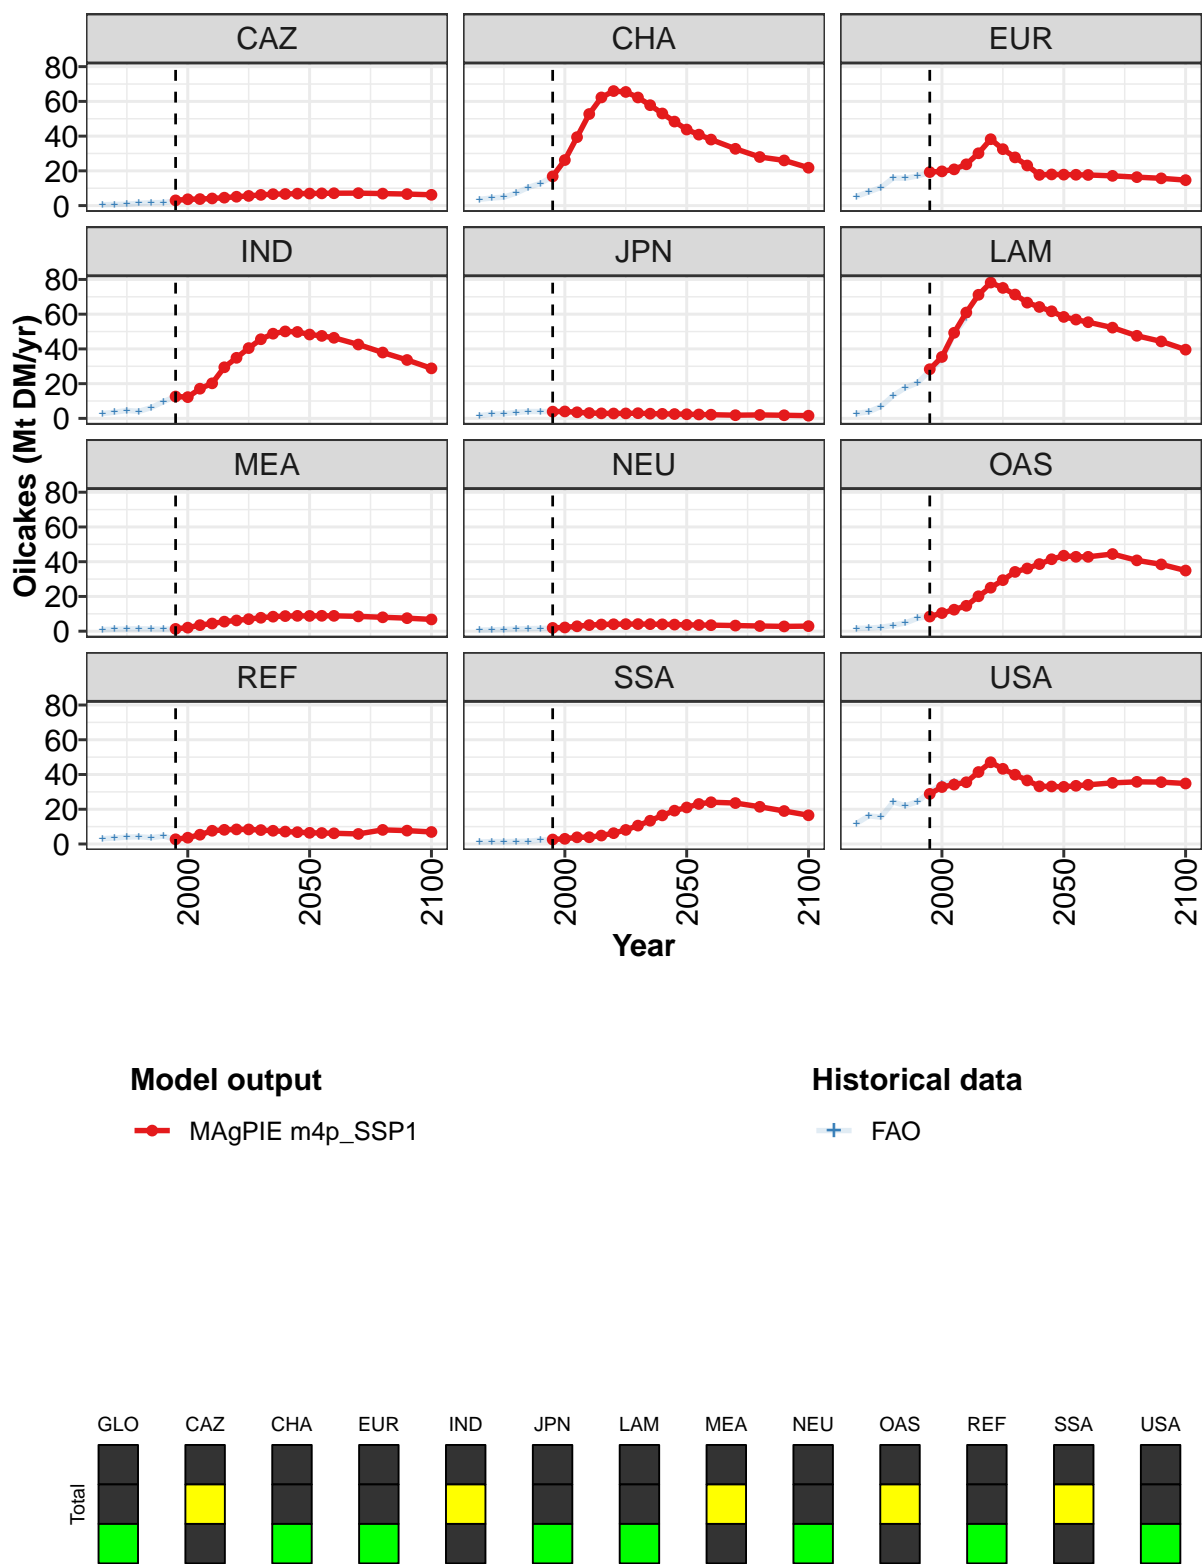 CAZ CHA EUR
80
60
40
20
0
IND JPN LAM
80
60
40
20
0
MEA NEU OAS
80
60
40
20
0
REF SSA USA
80
60
40
20
0
Oilcakes (Mt DM/yr)
2000 2050 2100 2000 2050 2100 2000 2050 2100
Year
Model output Historical data
MAgPIE m4p_SSP1 FAO
GLO CAZ CHA EUR IND JPN LAM MEA NEU OAS REF SSA USA
Total